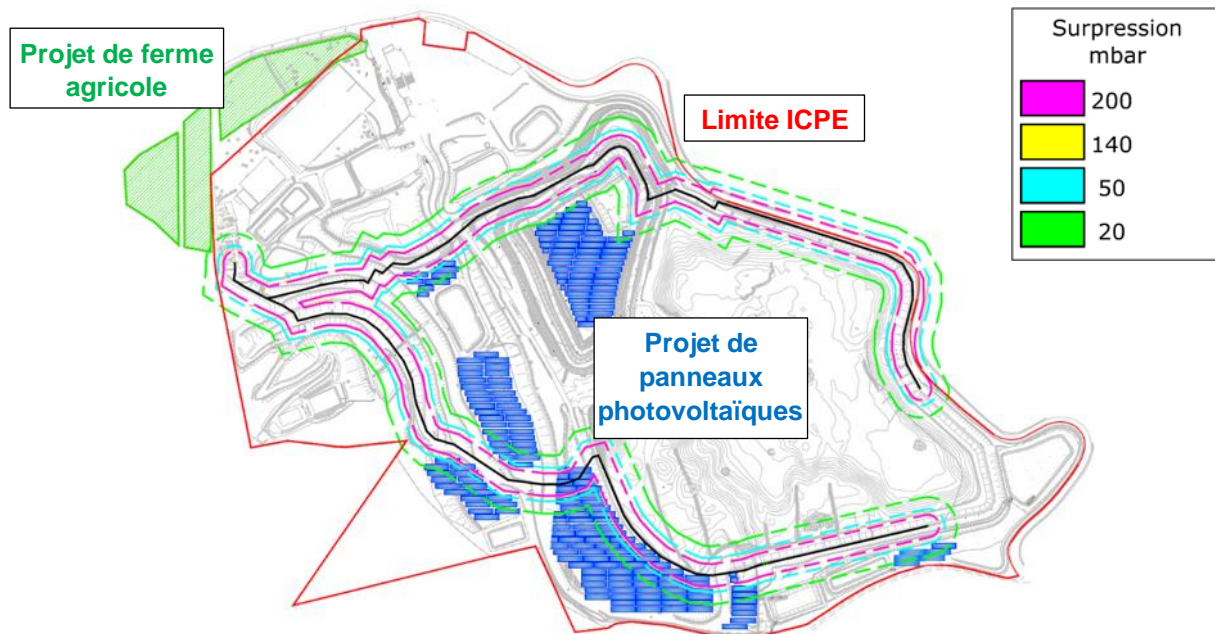 Projet de ferme
agricole
Limite ICPE
Projet de
panneaux
photovoltaïques
Surpression
mbar
200
140
50
20